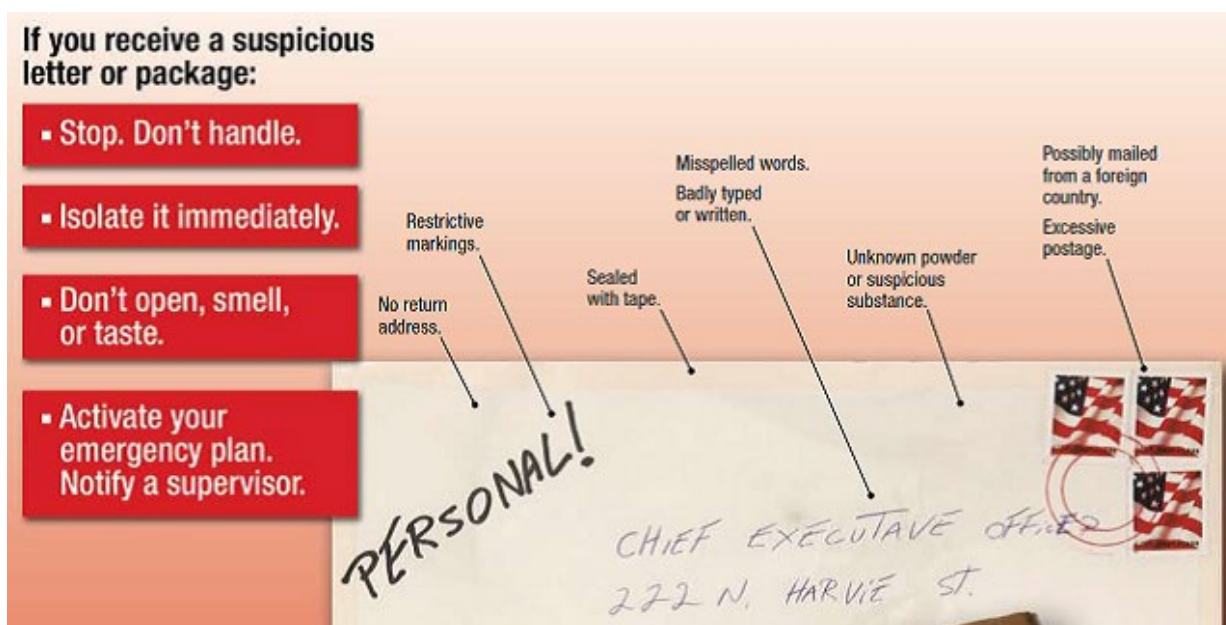 If you receive a suspicious
letter or package:
▪ Stop. Don't handle.
▪ Isolate it immediately.
▪ Don't open, smell,
or taste.
▪ Activate your
emergency plan.
Notify a supervisor.
No return
address.
Restrictive
markings.
Sealed
with tape.
Misspelled words.
Badly typed
or written.
Unknown powder
or suspicious
substance.
Possibly mailed
from a foreign
country.
Excessive
postage.
PERSONAL!
CHIEF EXECUTAVE OFFICER
222 N. HARVIE ST.